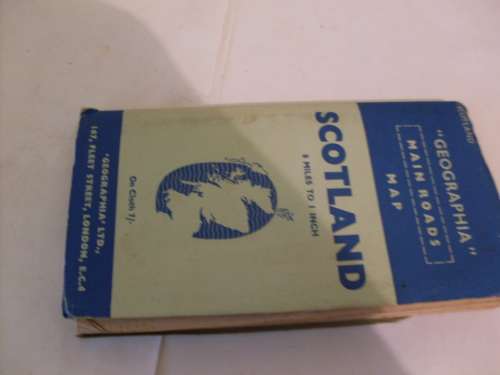 SCOTLAND
"GEOGRAPHIA"
MAIN ROADS
MAP
SCOTLAND
8 MILES TO 1 INCH
On Cloth 7/-
'GEOGRAPHIA' LTD.,
167, FLEET STREET, LONDON, E.C.4